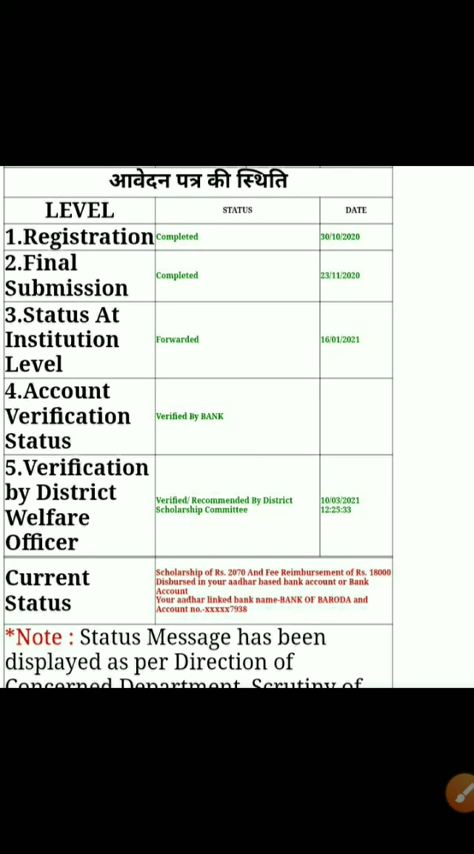 आवेदन पत्र की स्थिति
LEVEL STATUS DATE
1.Registration Completed 30/10/2020
2.Final
Submission
Completed 23/11/2020
3.Status At
Institution
Level
Forwarded 16/01/2021
4.Account
Verification
Status
Verified By BANK
5.Verification
by District
Welfare
Officer
Verified/ Recommended By District
Scholarship Committee
10/03/2021
12:25:33
Current
Status
Scholarship of Rs. 2070 And Fee Reimbursement of Rs. 18000
Disbursed in your aadhar based bank account or Bank
Account
Your aadhar linked bank name-BANK OF BARODA and
Account no.-xxxxx7938
*Note : Status Message has been
displayed as per Direction of
Concerned Department, Scrutiny of